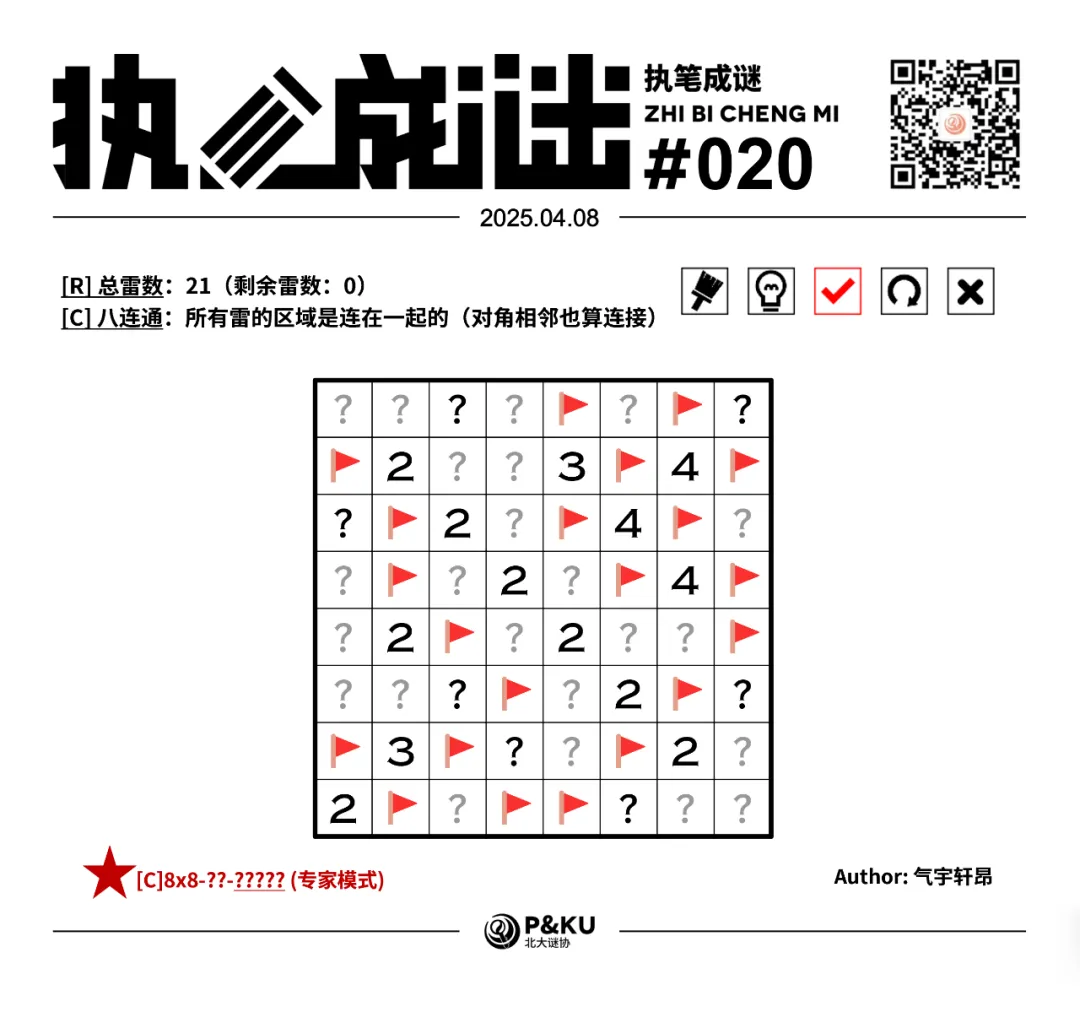 执笔成谜
执笔成谜
ZHI BI CHENG MI
#020
2025.04.08
[R] 总雷数：21（剩余雷数：0）
[C] 八连通：所有雷的区域是连在一起的（对角相邻也算连接）
? ? ? ? ? ?
2 ? ? 3 4
? 2 ? 4 ?
? ? 2 ? 4
? 2 ? 2 ? ?
? ? ? ? 2 ?
3 ? ? 2 ?
2 ? ? ? ?
[C]8x8-??-????? (专家模式)
Author: 气宇轩昂
P&KU
北大谜协